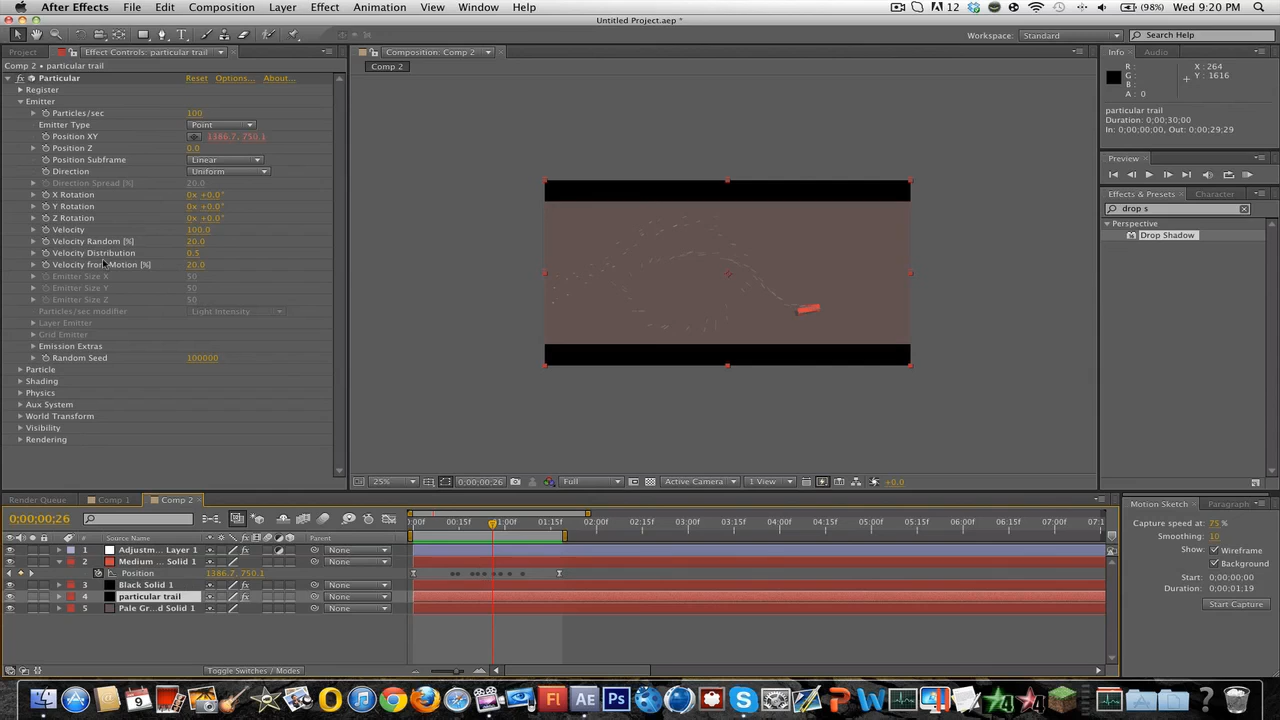 After Effects File Edit Composition Layer Effect Animation View Window Help 12 (98%) Wed 9:20 PM
Untitled Project.aep *
Workspace: Standard Search Help
Project Effect Controls: particular trail Composition: Comp 2 Info Audio
Comp 2 • particular trail Comp 2
R : X : 264
G : Y : 1616
B :
A : 0
fx Particular Reset Options... About...
Register
Emitter
Particles/sec 100
Emitter Type Point
Position XY 1386.7, 750.1
Position Z 0.0
Position Subframe Linear
Direction Uniform
Direction Spread [%] 20.0
X Rotation 0x +0.0°
Y Rotation 0x +0.0°
Z Rotation 0x +0.0°
Velocity 100.0
Velocity Random [%] 20.0
Velocity Distribution 0.5
Velocity from Motion [%] 20.0
Emitter Size X 50
Emitter Size Y 50
Emitter Size Z 50
Particles/sec modifier Light Intensity
Layer Emitter
Grid Emitter
Emission Extras
Random Seed 100000
Particle
Shading
Physics
Aux System
World Transform
Visibility
Rendering
particular trail
Duration: 0;00;30;00
In: 0;00;00;00, Out: 0;00;29;29
Preview
Effects & Presets Character
drop s
Perspective
Drop Shadow
25% 0;00;00;26 Full Active Camera 1 View +0.0
Render Queue Comp 1 Comp 2
0;00;00;26
0:00f 0:15f 01:00f 01:15f 02:00f 02:15f 03:00f 03:15f 04:00f 04:15f 05:00f 05:15f 06:00f 06:15f 07:00f 07:1
# Source Name Parent
1 Adjustm... Layer 1 fx None
2 Medium ... Solid 1 None
Position 1386.7, 750.1
3 Black Solid 1 fx None
4 particular trail fx None
5 Pale Gr...d Solid 1 None
Toggle Switches / Modes
Motion Sketch Paragraph
Capture speed at: 75 %
Smoothing: 10
Show: Wireframe
Background
Start: 0;00;00;00
Duration: 0;00;01;19
Start Capture